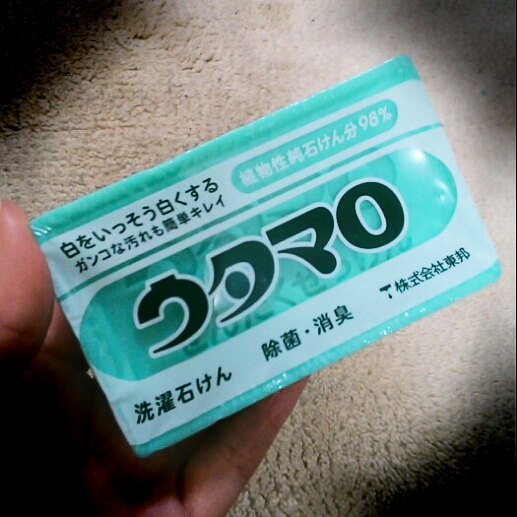 植物性純石けん分98%
白をいっそう白くする
ガンコな汚れも簡単キレイ
ウタマロ
株式会社東邦
除菌・消臭
洗濯石けん